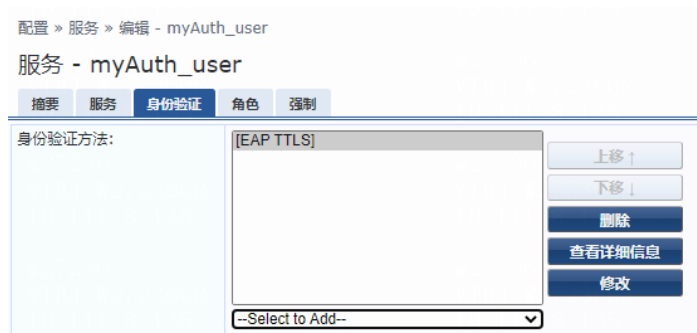 配置 » 服务 » 编辑 - myAuth_user
服务 - myAuth_user
摘要 服务 身份验证 角色 强制
身份验证方法:
[EAP TTLS]
上移↑
下移↓
删除
查看详细信息
修改
--Select to Add--